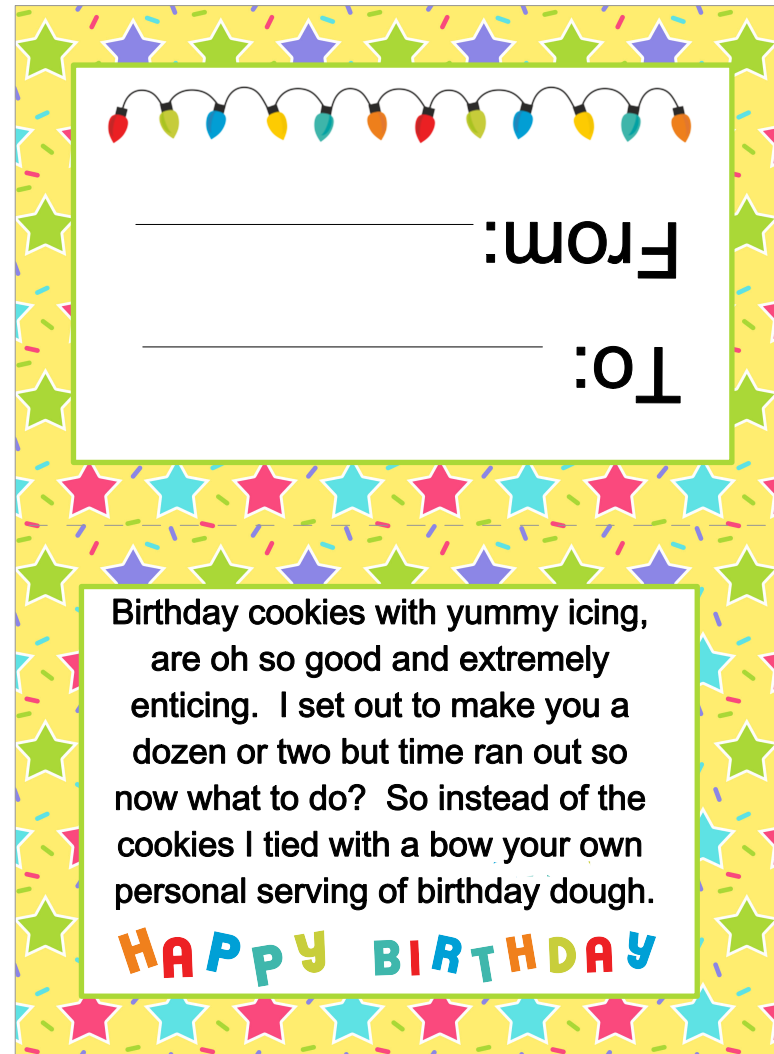 To:
From:
Birthday cookies with yummy icing,
are oh so good and extremely
enticing.  I set out to make you a
dozen or two but time ran out so
now what to do?  So instead of the
cookies I tied with a bow your own
personal serving of birthday dough.
HAPPY BIRTHDAY